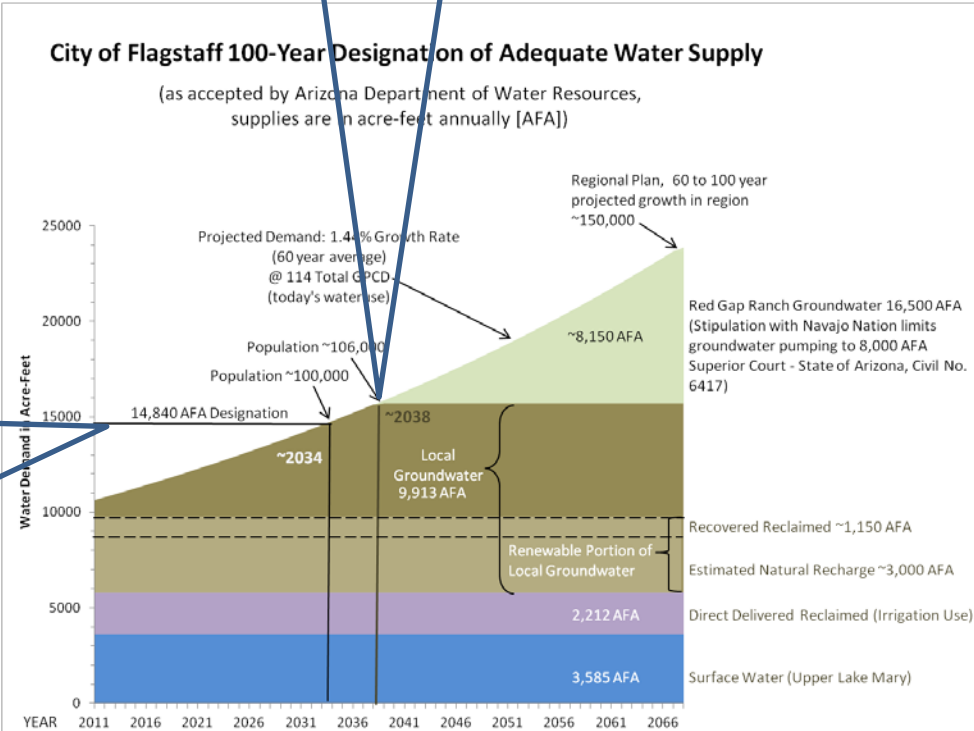 City of Flagstaff 100-Year Designation of Adequate Water Supply
(as accepted by Arizona Department of Water Resources,
supplies are in acre-feet annually [AFA])
Regional Plan, 60 to 100 year
projected growth in region
~150,000
Projected Demand: 1.44% Growth Rate
(60 year average)
@ 114 Total GPCD
(today's water use)
Population ~106,000
Population ~100,000
14,840 AFA Designation
~2034
~2038
~8,150 AFA
Red Gap Ranch Groundwater 16,500 AFA
(Stipulation with Navajo Nation limits
groundwater pumping to 8,000 AFA
Superior Court - State of Arizona, Civil No.
6417)
Local
Groundwater
9,913 AFA
Renewable Portion of
Local Groundwater
Recovered Reclaimed ~1,150 AFA
Estimated Natural Recharge ~3,000 AFA
2,212 AFA
Direct Delivered Reclaimed (Irrigation Use)
3,585 AFA
Surface Water (Upper Lake Mary)
Water Demand in Acre-Feet
25000
20000
15000
10000
5000
0
YEAR 2011 2016 2021 2026 2031 2036 2041 2046 2051 2056 2061 2066